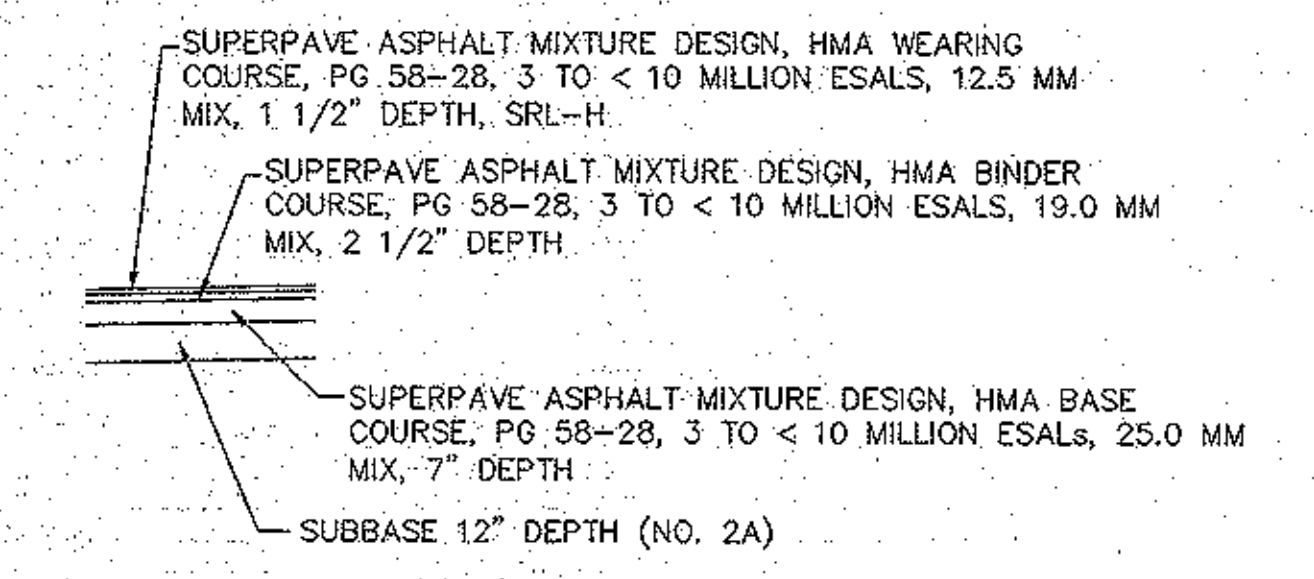 SUPERPAVE ASPHALT MIXTURE DESIGN, HMA WEARING
COURSE, PG 58-28, 3 TO < 10 MILLION ESALS, 12.5 MM
MIX, 1 1/2" DEPTH, SRL-H
SUPERPAVE ASPHALT MIXTURE DESIGN, HMA BINDER
COURSE, PG 58-28, 3 TO < 10 MILLION ESALS, 19.0 MM
MIX, 2 1/2" DEPTH
SUPERPAVE ASPHALT MIXTURE DESIGN, HMA BASE
COURSE, PG 58-28, 3 TO < 10 MILLION ESALs, 25.0 MM
MIX, 7" DEPTH
SUBBASE 12" DEPTH (NO. 2A)